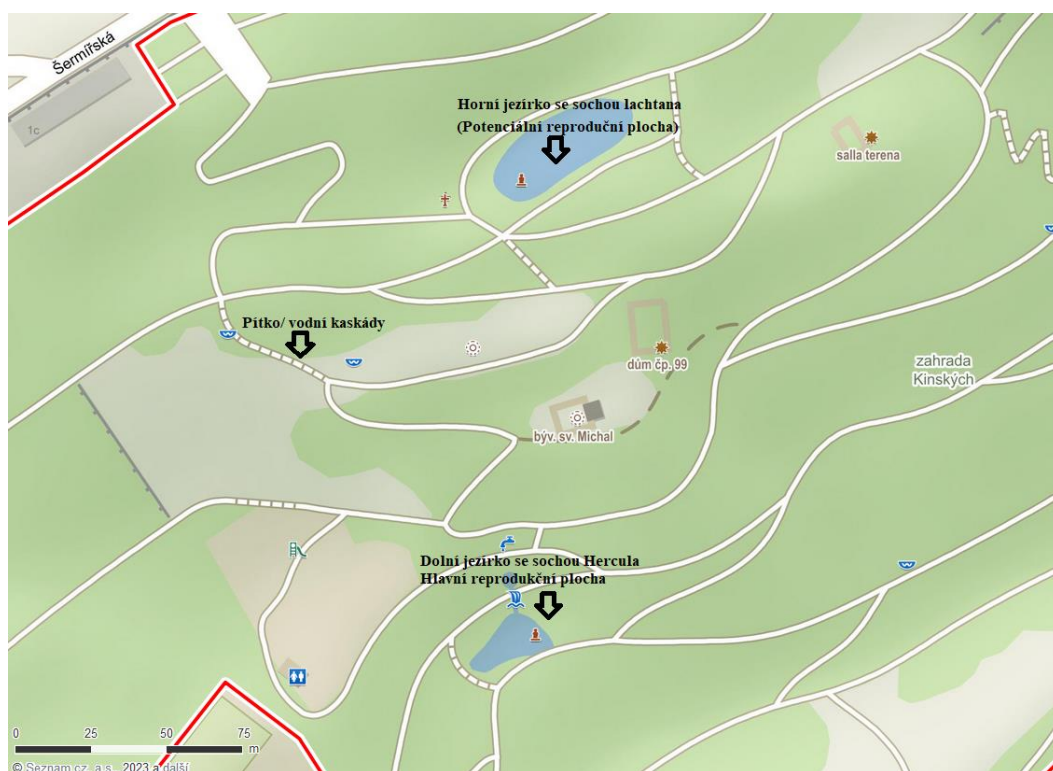 Šermířská
1c
Horní jezírko se sochou lachtana
(Potenciální reproduční plocha)
salla terena
Pítko/ vodní kaskády
dům čp. 99
zahrada
Kinských
býv. sv. Michal
Dolní jezírko se sochou Hercula
Hlavní reprodukční plocha
0 25 50 75
m
© Seznam.cz, a.s., 2023 a další